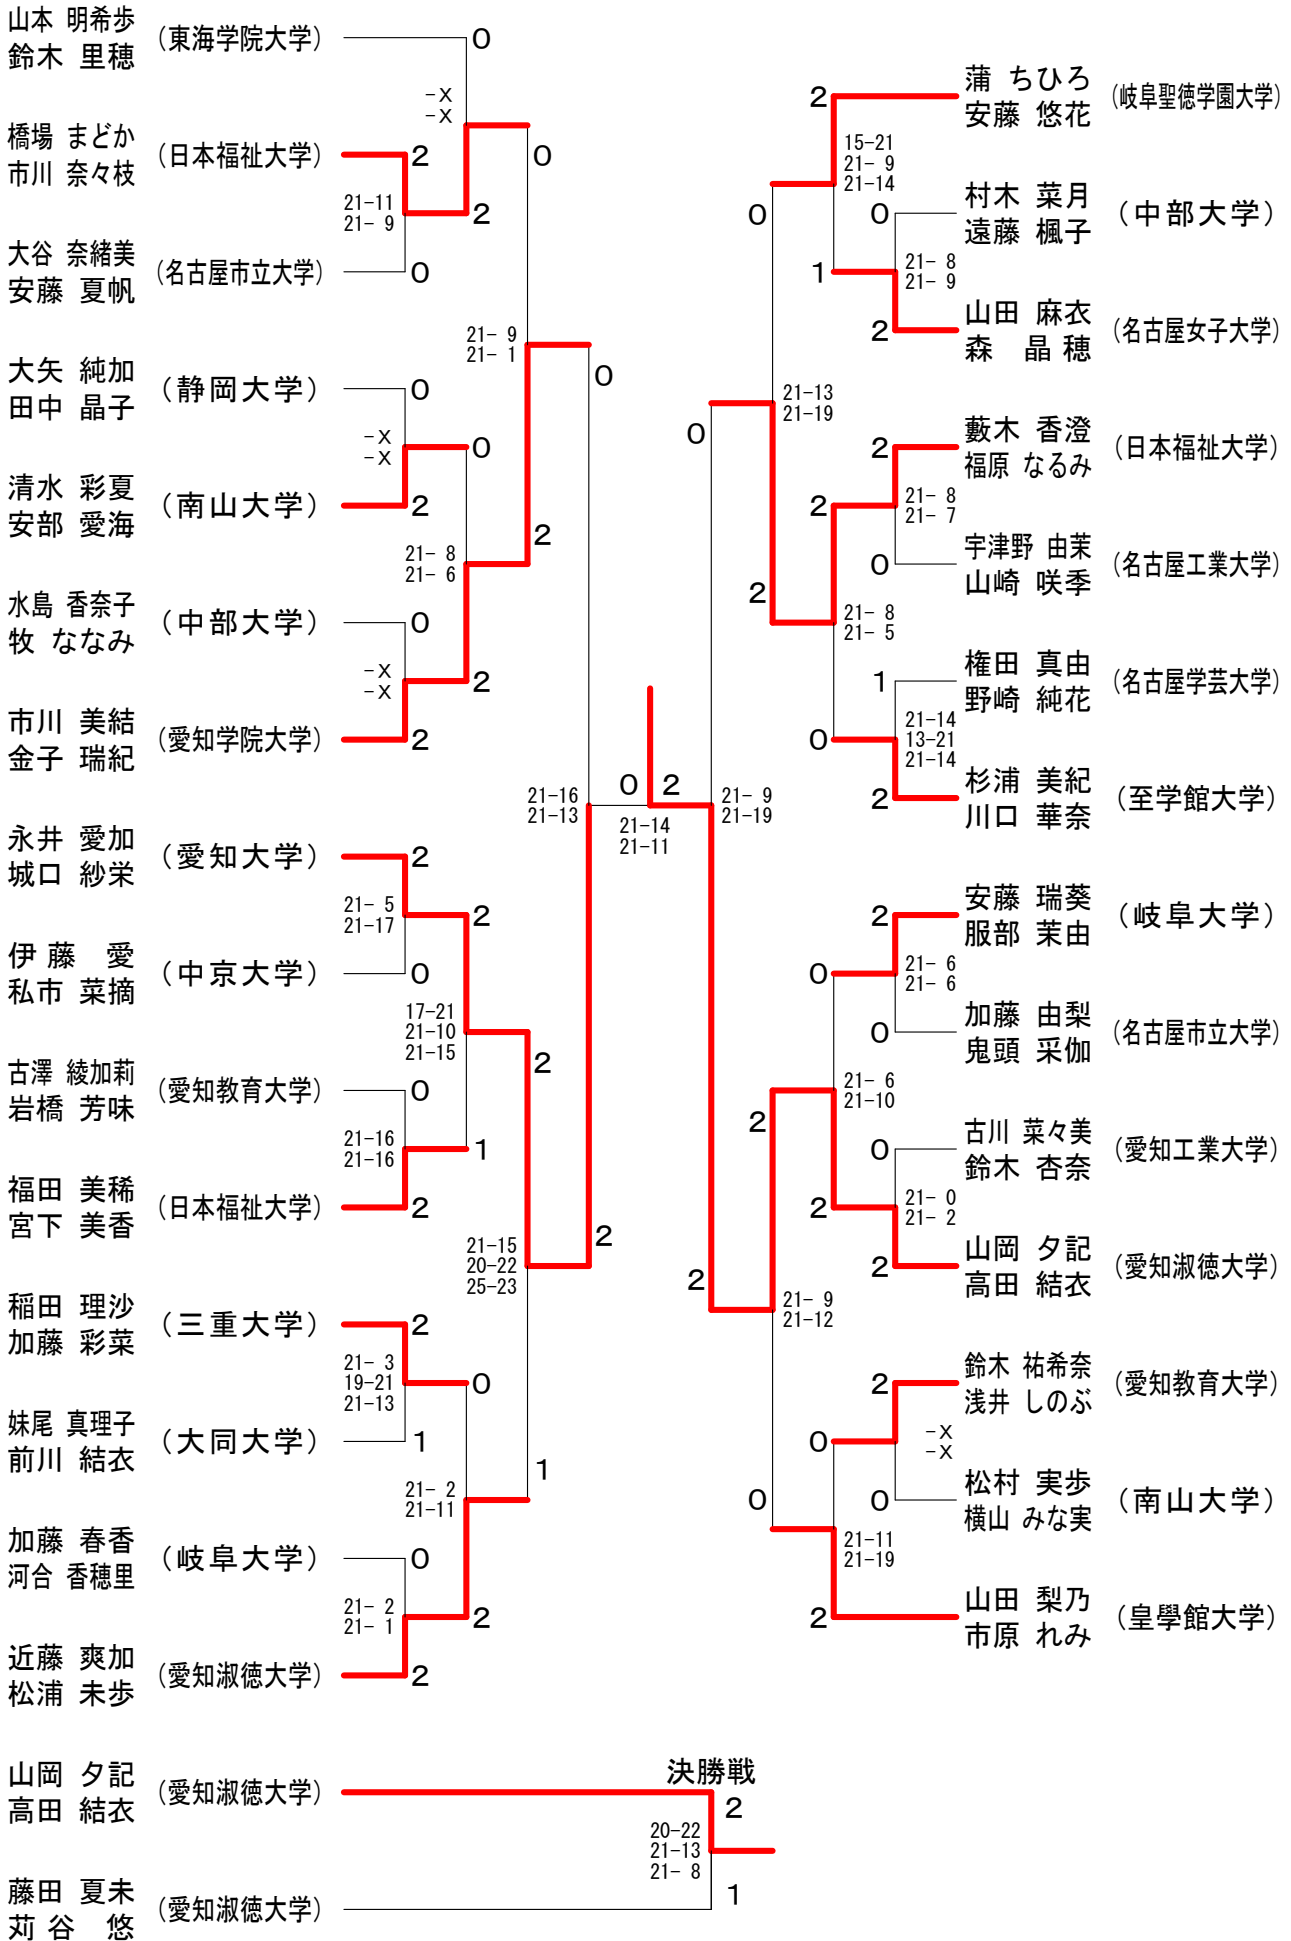 山本 明希歩
鈴木 里穂
(東海学院大学)
0
-X
-X
橋場 まどか
市川 奈々枝
(日本福祉大学)
2
21-11
21- 9
2
0
大谷 奈緒美
安藤 夏帆
(名古屋市立大学)
0
21- 9
21- 1
0
大矢 純加
田中 晶子
(静岡大学)
0
-X
-X
0
清水 彩夏
安部 愛海
(南山大学)
2
21- 8
21- 6
2
水島 香奈子
牧 ななみ
(中部大学)
0
-X
-X
2
市川 美結
金子 瑞紀
(愛知学院大学)
2
21-16
21-13
0
2
21-14
21-11
永井 愛加
城口 紗栄
(愛知大学)
2
21- 5
21-17
2
伊藤 愛
私市 菜摘
(中京大学)
0
17-21
21-10
21-15
2
古澤 綾加莉
岩橋 芳味
(愛知教育大学)
0
21-16
21-16
1
福田 美稀
宮下 美香
(日本福祉大学)
2
21-15
20-22
25-23
2
稲田 理沙
加藤 彩菜
(三重大学)
2
21- 3
19-21
21-13
0
妹尾 真理子
前川 結衣
(大同大学)
1
21- 2
21-11
1
加藤 春香
河合 香穂里
(岐阜大学)
0
21- 2
21- 1
2
近藤 爽加
松浦 未歩
(愛知淑徳大学)
2
2
蒲 ちひろ
安藤 悠花
(岐阜聖徳学園大学)
15-21
21- 9
21-14
0
0
村木 菜月
遠藤 楓子
(中部大学)
1
21- 8
21- 9
2
山田 麻衣
森 晶穂
(名古屋女子大学)
21-13
21-19
0
2
藪木 香澄
福原 なるみ
(日本福祉大学)
2
21- 8
21- 7
0
宇津野 由茉
山崎 咲季
(名古屋工業大学)
2
21- 8
21- 5
1
権田 真由
野崎 純花
(名古屋学芸大学)
0
21-14
13-21
21-14
2
杉浦 美紀
川口 華奈
(至学館大学)
21- 9
21-19
2
安藤 瑞葵
服部 茉由
(岐阜大学)
0
21- 6
21- 6
0
加藤 由梨
鬼頭 采伽
(名古屋市立大学)
2
21- 6
21-10
0
古川 菜々美
鈴木 杏奈
(愛知工業大学)
2
21- 0
21- 2
2
山岡 夕記
高田 結衣
(愛知淑徳大学)
2
21- 9
21-12
2
鈴木 祐希奈
浅井 しのぶ
(愛知教育大学)
0
-X
-X
0
0
松村 実歩
横山 みな実
(南山大学)
21-11
21-19
2
山田 梨乃
市原 れみ
(皇學館大学)
決勝戦
山岡 夕記
高田 結衣
(愛知淑徳大学)
2
20-22
21-13
21- 8
1
藤田 夏未
苅谷 悠
(愛知淑徳大学)